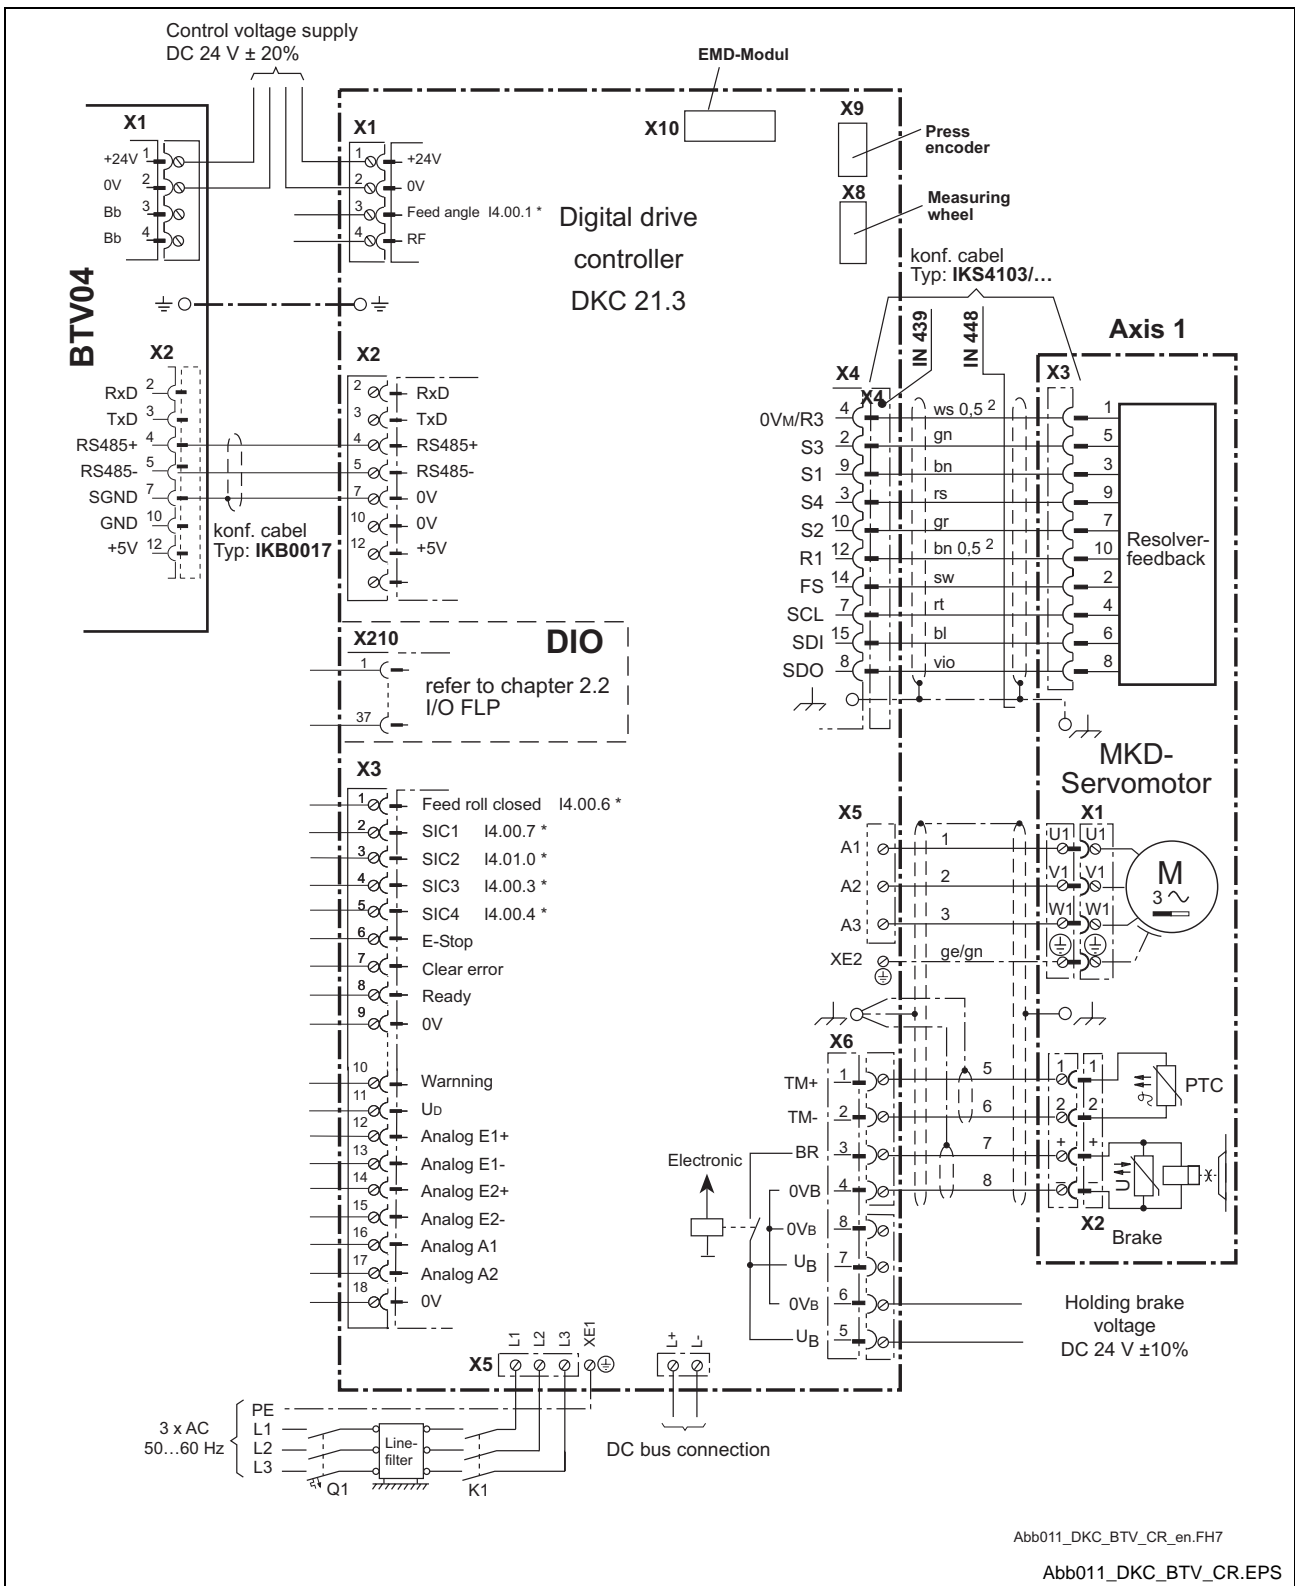 Control voltage supply
DC 24 V ± 20%
EMD-Modul
X10
X9
Press
encoder
X8
Measuring
wheel
BTV04
X1
+24V 1
0V 2
Bb 3
Bb 4
X1
1 +24V
2 0V
3 Feed angle I4.00.1 *
4 RF
Digital drive
controller
DKC 21.3
konf. cabel
Typ: IKS4103/...
IN 439
IN 448
Axis 1
X2
RxD 2
TxD 3
RS485+ 4
RS485- 5
SGND 7
GND 10
+5V 12
konf. cabel
Typ: IKB0017
X2
2 RxD
3 TxD
4 RS485+
5 RS485-
7 0V
10 0V
12 +5V
X4
X4
X3
0VM/R3 4 ws 0,5 2 1
S3 2 gn 5
S1 9 bn 3
S4 3 rs 9
S2 10 gr 7
R1 12 bn 0,5 2 10
FS 14 sw 2
SCL 7 rt 4
SDI 15 bl 6
SDO 8 vio 8
Resolver-
feedback
X210
DIO
1
37
refer to chapter 2.2
I/O FLP
MKD-
Servomotor
X3
1 Feed roll closed I4.00.6 *
2 SIC1 I4.00.7 *
3 SIC2 I4.01.0 *
4 SIC3 I4.00.3 *
5 SIC4 I4.00.4 *
6 E-Stop
7 Clear error
8 Ready
9 0V
10 Warnning
11 UD
12 Analog E1+
13 Analog E1-
14 Analog E2+
15 Analog E2-
16 Analog A1
17 Analog A2
18 0V
X5
X1
A1 1 U1 U1
A2 2 V1 V1
A3 3 W1 W1
XE2 ge/gn
M
3
X6
TM+ 1 5 1 1
TM- 2 6 2 2
BR 3 7 + +
0VB 4 8 – –
0VB 8
UB 7
0VB 6
UB 5
PTC
ϑ
U
X2
Brake
Electronic
Holding brake
voltage
DC 24 V ±10%
X5
L1
L2
L3
XE1
L+
L-
DC bus connection
3 x AC
50...60 Hz
PE
L1
L2
L3
Line-
filter
Q1
K1
Abb011_DKC_BTV_CR_en.FH7
Abb011_DKC_BTV_CR.EPS